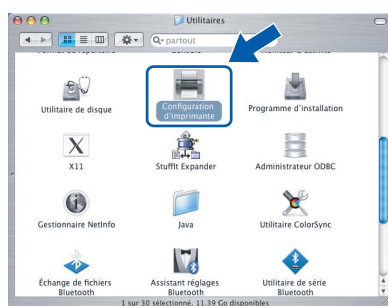 Utilitaires
Q▾ partout
Utilitaire de disque
Configuration d'imprimante
Programme d'installation
X11
StuffIt Expander
Administrateur ODBC
Gestionnaire NetInfo
Java
Utilitaire ColorSync
Échange de fichiers Bluetooth
Assistant réglages Bluetooth
Utilitaire de série Bluetooth
1 sur 30 sélectionné, 11.39 Go disponibles